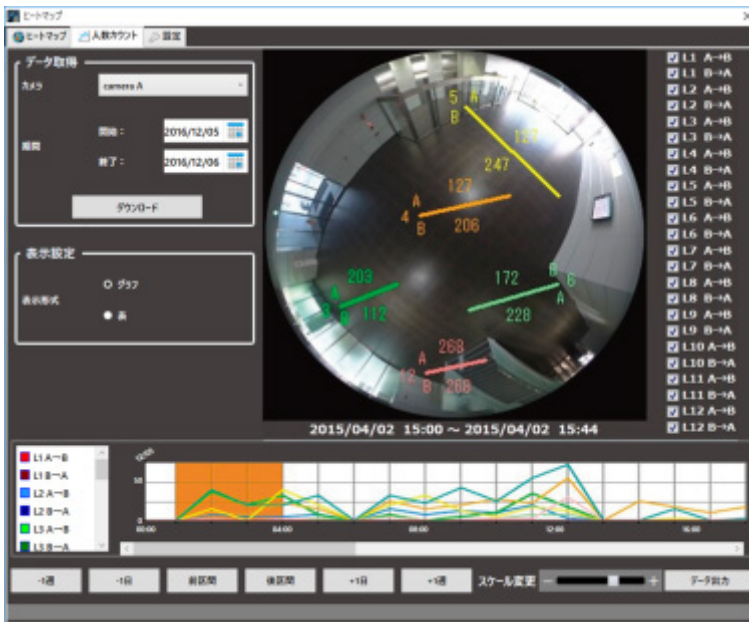 ヒートマップ
ヒートマップ 人数カウント 設定
データ取得
カメラ camera A
期間
開始: 2016/12/05
終了: 2016/12/06
ダウンロード
表示設定
表示形式
グラフ
表
5 A
B
127
247
127
A
4
B 206
203
A
3 B 112
172 B 6
A
228
A 268
12 B 268
2015/04/02 15:00 ~ 2015/04/02 15:44
L1 A→B
L1 B→A
L2 A→B
L2 B→A
L3 A→B
L3 B→A
L4 A→B
L4 B→A
L5 A→B
L5 B→A
L6 A→B
L6 B→A
L7 A→B
L7 B→A
L8 A→B
L8 B→A
L9 A→B
L9 B→A
L10 A→B
L10 B→A
L11 A→B
L11 B→A
L12 A→B
L12 B→A
L1 A→B
L1 B→A
L2 A→B
L2 B→A
L3 A→B
L3 B→A
12/05
50
0
00:00 04:00 08:00 12:00 16:00
-1週 -1日 前区間 後区間 +1日 +1週 スケール変更 − + データ出力